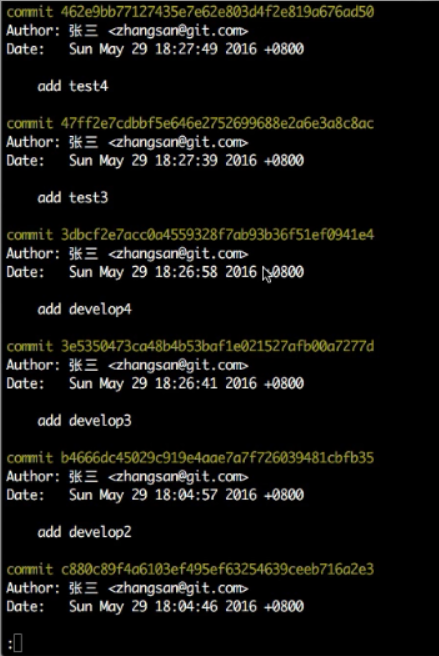 commit 462e9bb77127435e7e62e803d4f2e819a676ad50
Author: 张三 <zhangsan@git.com>
Date:   Sun May 29 18:27:49 2016 +0800
add test4
commit 47ff2e7cdbbf5e646e2752699688e2a6e3a8c8ac
Author: 张三 <zhangsan@git.com>
Date:   Sun May 29 18:27:39 2016 +0800
add test3
commit 3dbcf2e7acc0a4559328f7ab93b36f51ef0941e4
Author: 张三 <zhangsan@git.com>
Date:   Sun May 29 18:26:58 2016 +0800
add develop4
commit 3e5350473ca48b4b53baf1e021527afb00a7277d
Author: 张三 <zhangsan@git.com>
Date:   Sun May 29 18:26:41 2016 +0800
add develop3
commit b4666dc45029c919e4aae7a7f726039481cbfb35
Author: 张三 <zhangsan@git.com>
Date:   Sun May 29 18:04:57 2016 +0800
add develop2
commit c880c89f4a6103ef495ef63254639ceeb716a2e3
Author: 张三 <zhangsan@git.com>
Date:   Sun May 29 18:04:46 2016 +0800
: